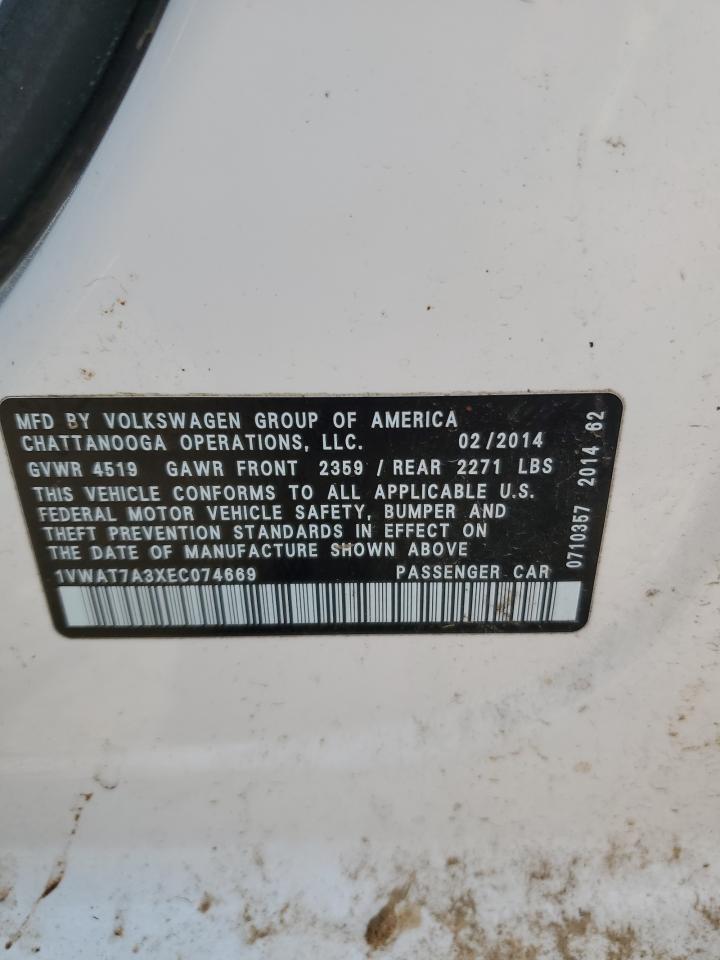 MFD BY VOLKSWAGEN GROUP OF AMERICA
CHATTANOOGA OPERATIONS, LLC. 02/2014
GVWR 4519 GAWR FRONT 2359 / REAR 2271 LBS
THIS VEHICLE CONFORMS TO ALL APPLICABLE U.S.
FEDERAL MOTOR VEHICLE SAFETY, BUMPER AND
THEFT PREVENTION STANDARDS IN EFFECT ON
THE DATE OF MANUFACTURE SHOWN ABOVE
1VWAT7A3XEC074669 PASSENGER CAR
0710357 2014 62